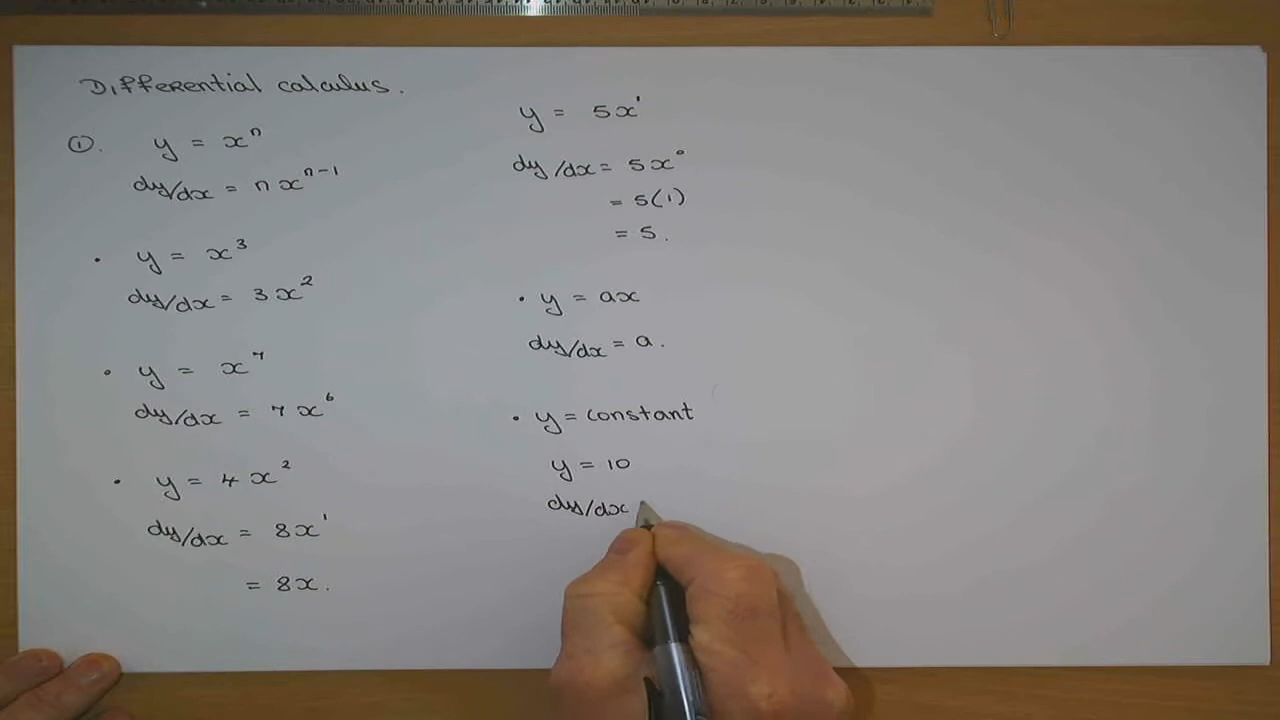 Differential calculus.
①. y = xⁿ
dy/dx = nxⁿ⁻¹
• y = x³
dy/dx = 3x²
• y = x⁷
dy/dx = 7x⁶
• y = 4x²
dy/dx = 8x¹
= 8x.
y = 5x¹
dy/dx = 5x⁰
= 5(1)
= 5.
• y = ax
dy/dx = a.
• y = constant
y = 10
dy/dx